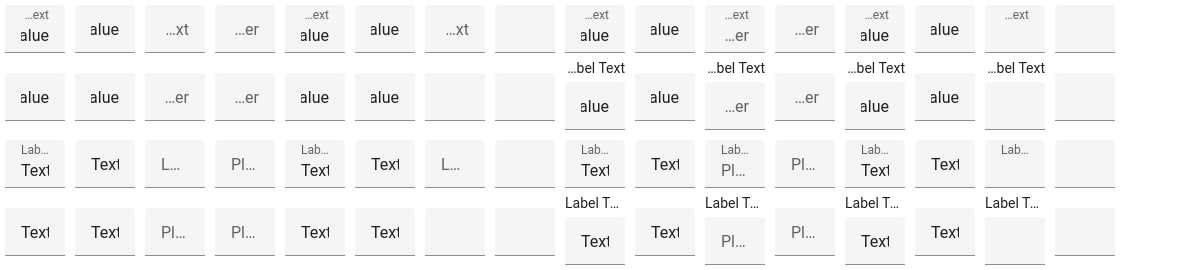 …ext …ext …ext …ext …ext …ext
alue alue …xt …er alue alue …xt alue alue …er …er alue alue
…bel Text …bel Text …bel Text …bel Text
alue alue …er …er alue alue alue alue …er …er alue alue
Lab… Lab… Lab… Lab… Lab… Lab…
Text Text L… Pl… Text Text L… Text Text Pl… Pl… Text Text
Label T… Label T… Label T… Label T…
Text Text Pl… Pl… Text Text Text Text Pl… Pl… Text Text